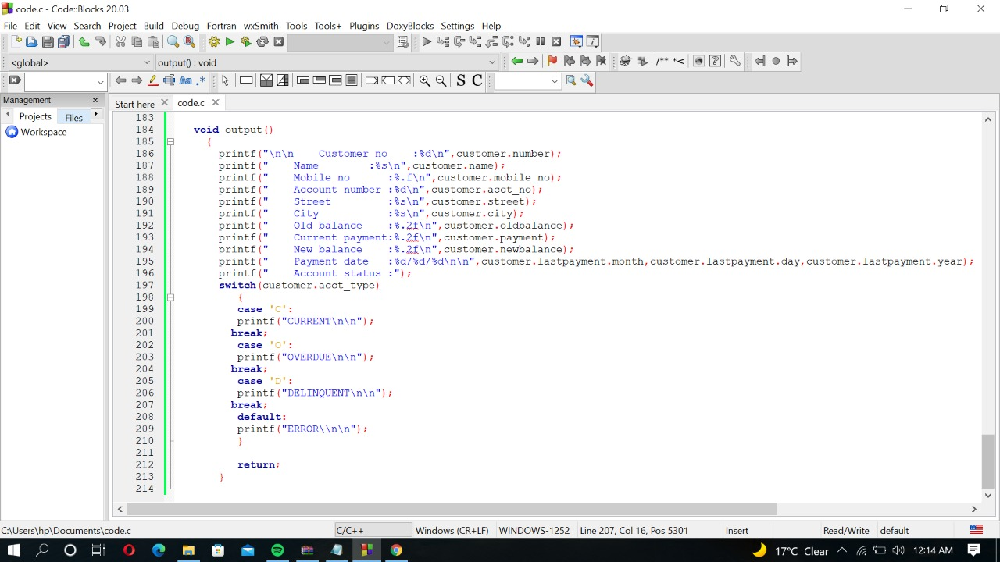 code.c - Code::Blocks 20.03
File Edit View Search Project Build Debug Fortran wxSmith Tools Tools+ Plugins DoxyBlocks Settings Help
<global> output() : void /** *<
Aa .* S C
Management
Projects Files
Workspace
Start here code.c
183
184 void output()
185 {
186 printf("\n\n    Customer no    :%d\n",customer.number);
187 printf("    Name        :%s\n",customer.name);
188 printf("    Mobile no      :%.f\n",customer.mobile_no);
189 printf("    Account number :%d\n",customer.acct_no);
190 printf("    Street         :%s\n",customer.street);
191 printf("    City           :%s\n",customer.city);
192 printf("    Old balance    :%.2f\n",customer.oldbalance);
193 printf("    Current payment:%.2f\n",customer.payment);
194 printf("    New balance    :%.2f\n",customer.newbalance);
195 printf("    Payment date   :%d/%d/%d\n\n",customer.lastpayment.month,customer.lastpayment.day,customer.lastpayment.year);
196 printf("    Account status :");
197 switch(customer.acct_type)
198 {
199 case 'C':
200 printf("CURRENT\n\n");
201 break;
202 case 'O':
203 printf("OVERDUE\n\n");
204 break;
205 case 'D':
206 printf("DELINQUENT\n\n");
207 break;
208 default:
209 printf("ERROR\\n\n");
210 }
211
212 return;
213 }
214
C:\Users\hp\Documents\code.c C/C++ Windows (CR+LF) WINDOWS-1252 Line 207, Col 16, Pos 5301 Insert Read/Write default
17°C Clear 12:14 AM